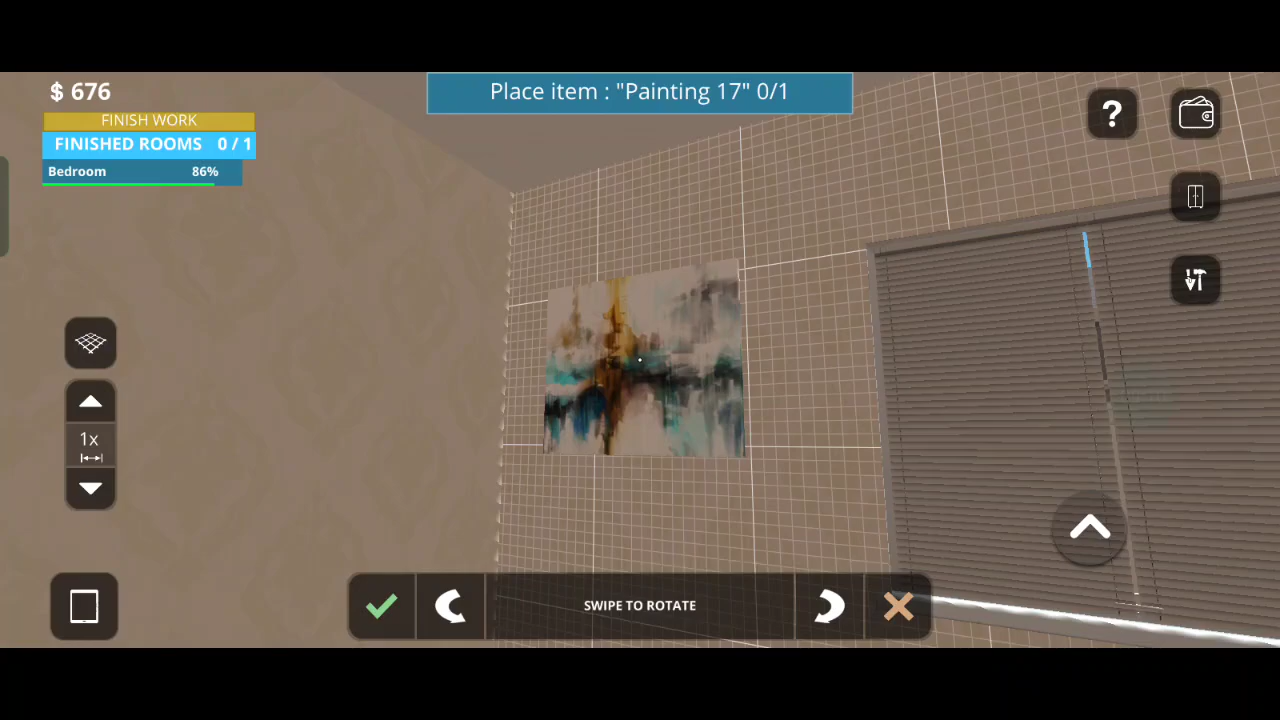 $ 676
Place item : "Painting 17" 0/1
FINISH WORK
FINISHED ROOMS 0 / 1
Bedroom 86%
?
1x
SWIPE TO ROTATE